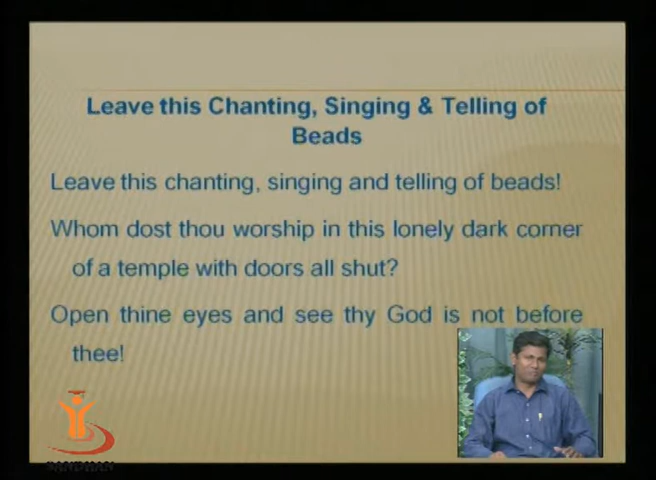 Leave this Chanting, Singing & Telling of
Beads
Leave this chanting, singing and telling of beads!
Whom dost thou worship in this lonely dark corner
of a temple with doors all shut?
Open thine eyes and see thy God is not before
thee!
SANDHAN